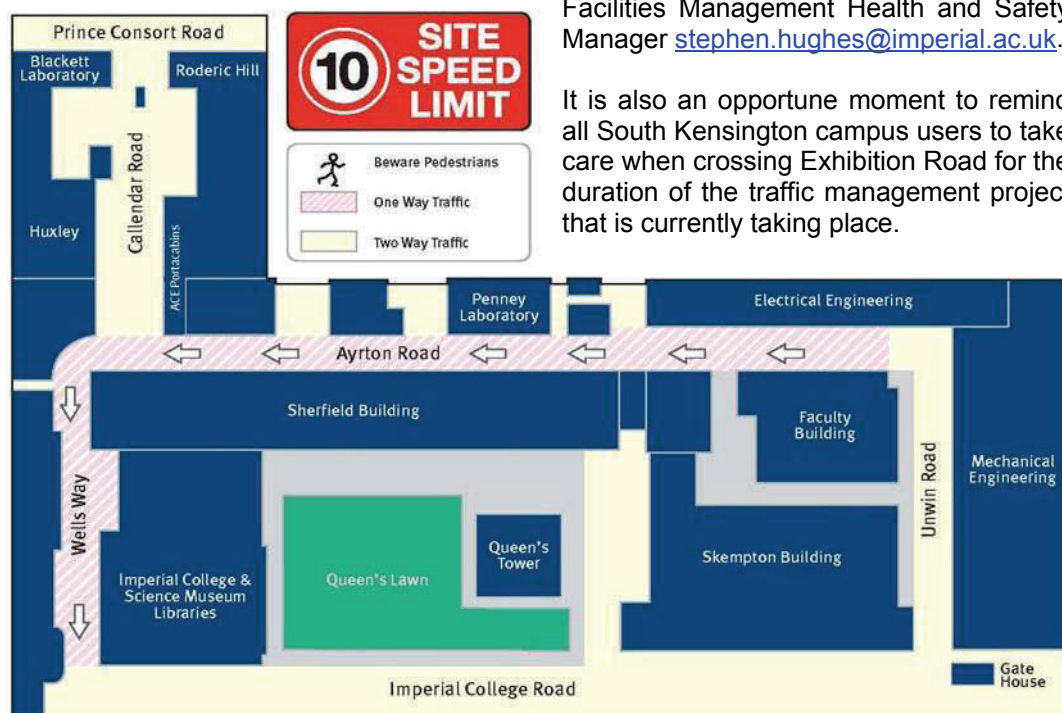 Facilities Management Health and Safety
Manager stephen.hughes@imperial.ac.uk.
It is also an opportune moment to remind
all South Kensington campus users to take
care when crossing Exhibition Road for the
duration of the traffic management project
that is currently taking place.
Prince Consort Road
Blackett
Laboratory
Roderic Hill
10
SITE
SPEED
LIMIT
Beware Pedestrians
One Way Traffic
Two Way Traffic
Callendar Road
Huxley
ACE Portacabins
Penney
Laboratory
Electrical Engineering
Ayrton Road
Sherfield Building
Faculty
Building
Unwin Road
Mechanical
Engineering
Wells Way
Imperial College &
Science Museum
Libraries
Queen's Lawn
Queen's
Tower
Skempton Building
Gate
House
Imperial College Road